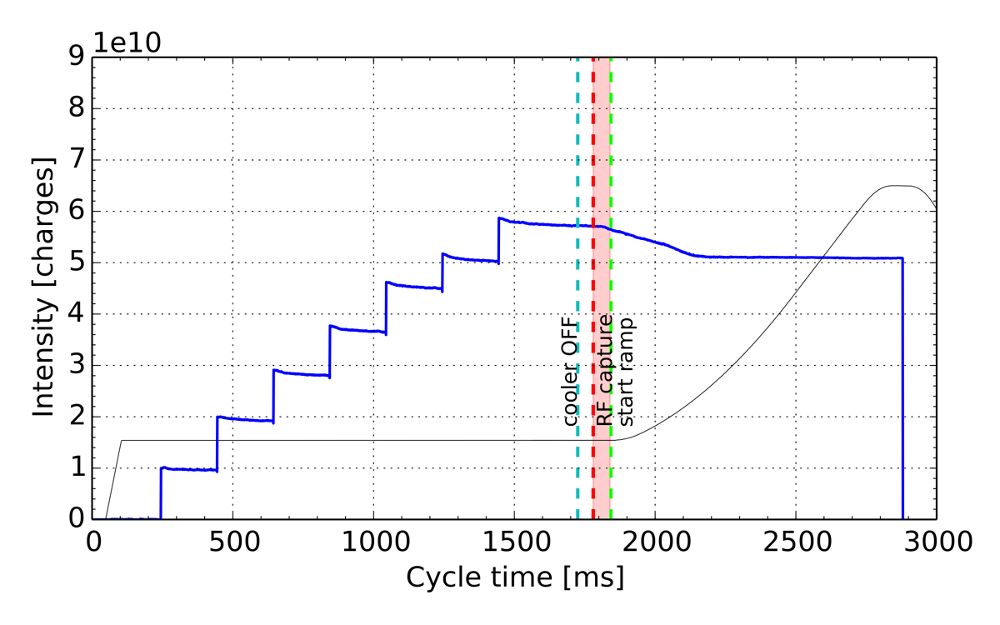 1e10
9
8
7
6
5
4
3
2
1
0
Intensity [charges]
cooler OFF
RF capture
start ramp
0 500 1000 1500 2000 2500 3000
Cycle time [ms]